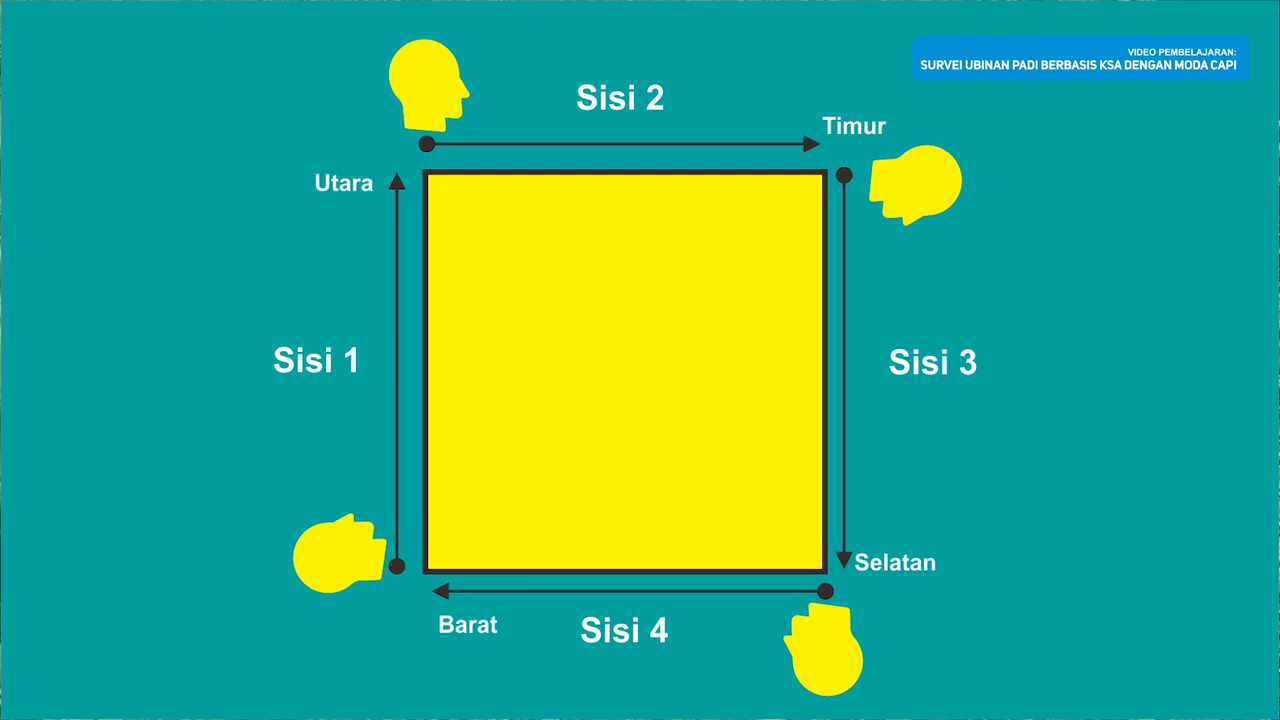 VIDEO PEMBELAJARAN:
SURVEI UBINAN PADI BERBASIS KSA DENGAN MODA CAPI
Sisi 2
Timur
Utara
Sisi 1
Sisi 3
Selatan
Barat
Sisi 4